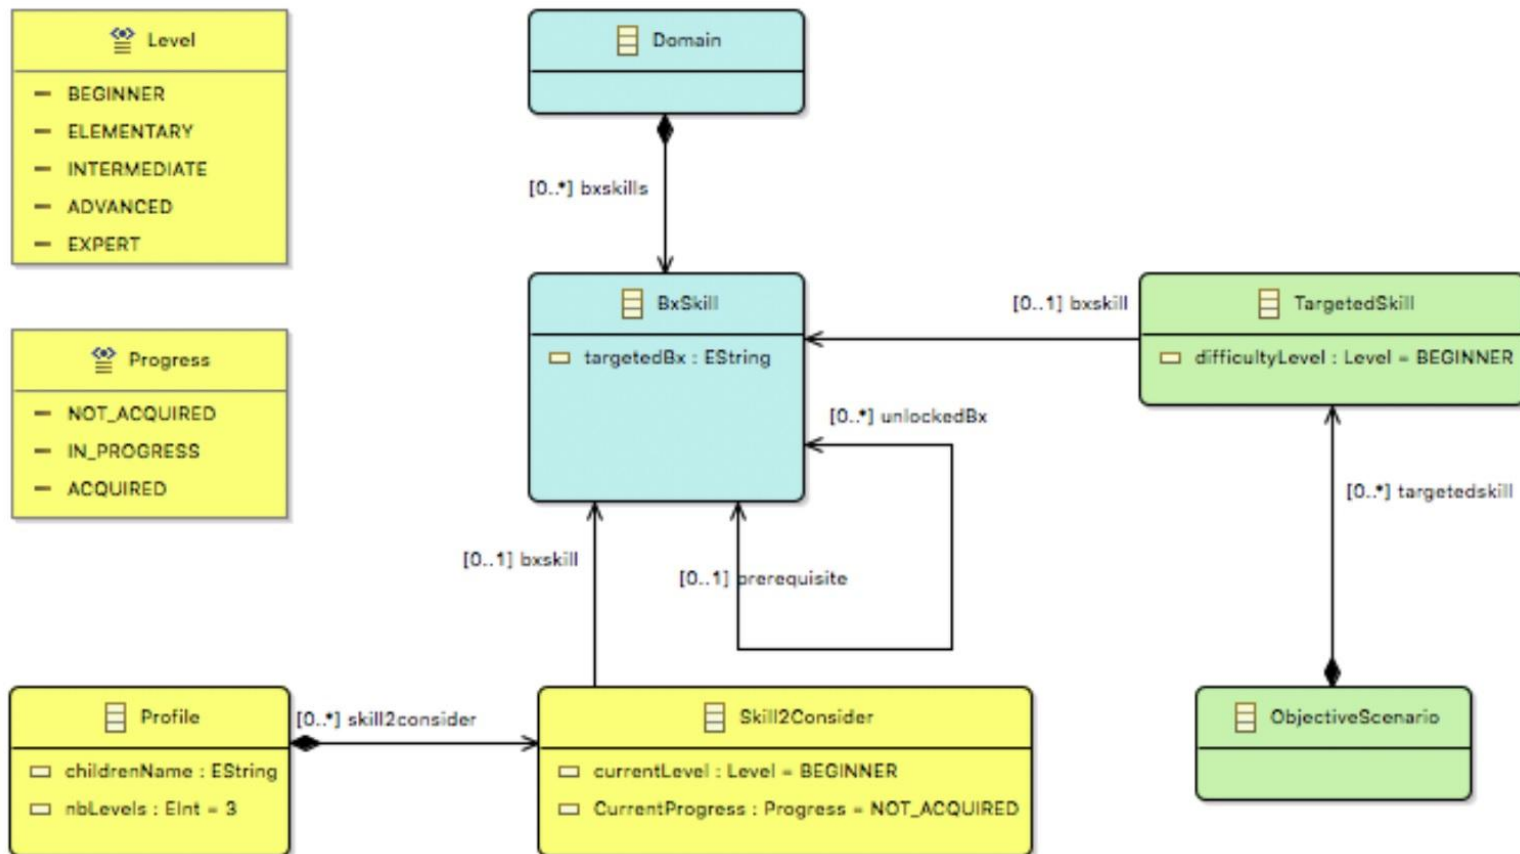 Level
BEGINNER
ELEMENTARY
INTERMEDIATE
ADVANCED
EXPERT
Progress
NOT_ACQUIRED
IN_PROGRESS
ACQUIRED
Domain
[0..*] bxskills
BxSkill
targetedBx : EString
[0..1] bxskill
TargetedSkill
difficultyLevel : Level = BEGINNER
[0..*] unlockedBx
[0..*] targetedskill
[0..1] bxskill
[0..1] prerequisite
Profile
childrenName : EString
nbLevels : EInt = 3
[0..*] skill2consider
Skill2Consider
currentLevel : Level = BEGINNER
CurrentProgress : Progress = NOT_ACQUIRED
ObjectiveScenario